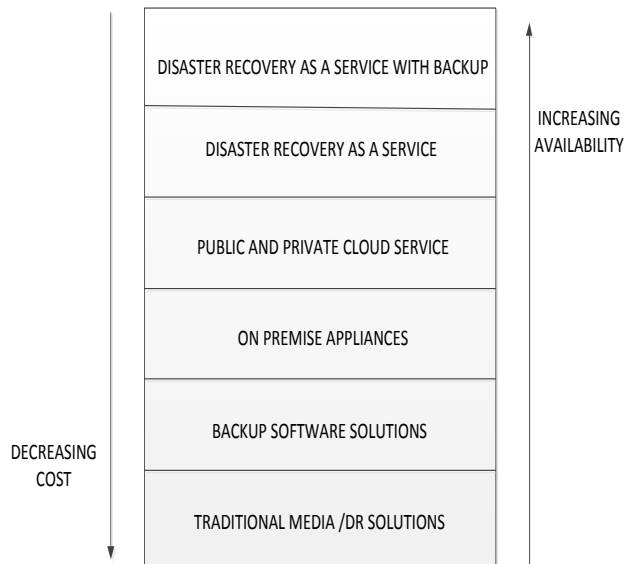 DISASTER RECOVERY AS A SERVICE WITH BACKUP
INCREASING
AVAILABILITY
DISASTER RECOVERY AS A SERVICE
PUBLIC AND PRIVATE CLOUD SERVICE
ON PREMISE APPLIANCES
BACKUP SOFTWARE SOLUTIONS
DECREASING
COST
TRADITIONAL MEDIA /DR SOLUTIONS